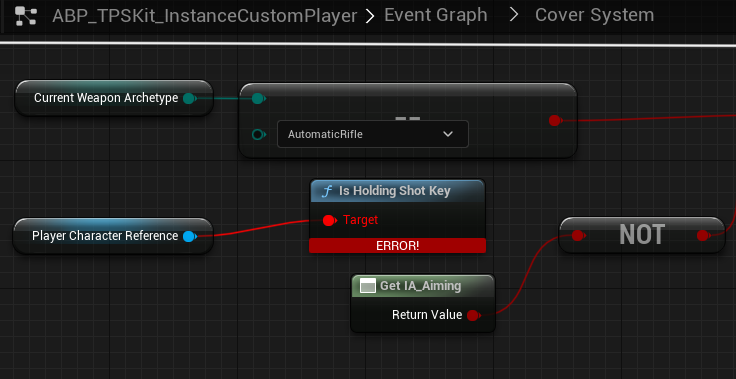 ABP_TPSKit_InstanceCustomPlayer > Event Graph > Cover System
Current Weapon Archetype
==
AutomaticRifle
f Is Holding Shot Key
Target
ERROR!
Player Character Reference
NOT
Get IA_Aiming
Return Value